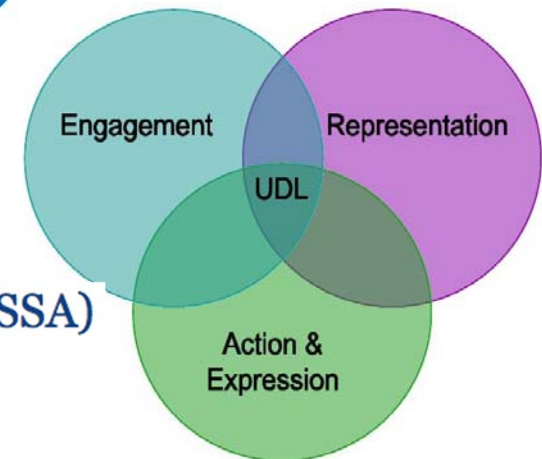 Engagement
Representation
UDL
SSA)
Action &
Expression